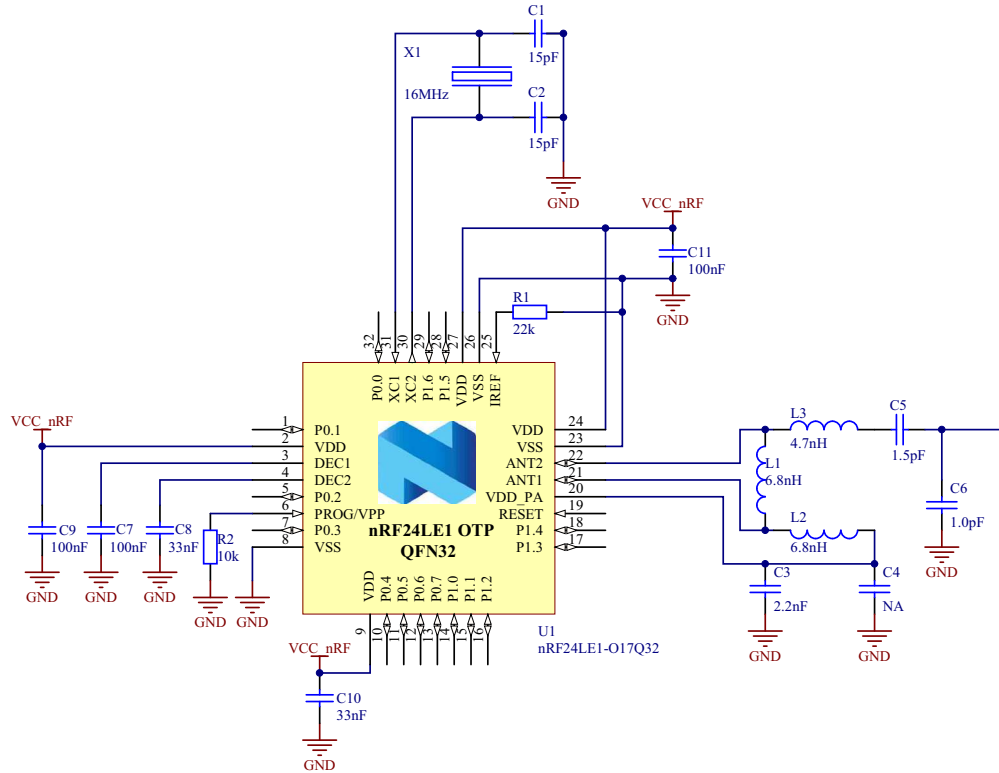 C1
15pF
X1
16MHz
C2
15pF
GND
VCC_nRF
C11
100nF
GND
R1
22k
32
31
30
29
28
27
26
25
P0.0
XC1
XC2
P1.6
P1.5
VDD
VSS
IREF
VCC_nRF
1
P0.1
2
VDD
3
DEC1
4
DEC2
5
P0.2
6
PROG/VPP
7
P0.3
8
VSS
VDD
24
VSS
23
ANT2
22
ANT1
21
VDD_PA
20
RESET
19
P1.4
18
P1.3
17
nRF24LE1 OTP
QFN32
L3
4.7nH
C5
1.5pF
L1
6.8nH
L2
6.8nH
C6
1.0pF
GND
C3
2.2nF
GND
C4
NA
GND
C9
100nF
GND
C7
100nF
GND
C8
33nF
GND
R2
10k
GND
GND
VDD
P0.4
P0.5
P0.6
P0.7
P1.0
P1.1
P1.2
9
10
11
12
13
14
15
16
U1
nRF24LE1-O17Q32
VCC_nRF
C10
33nF
GND